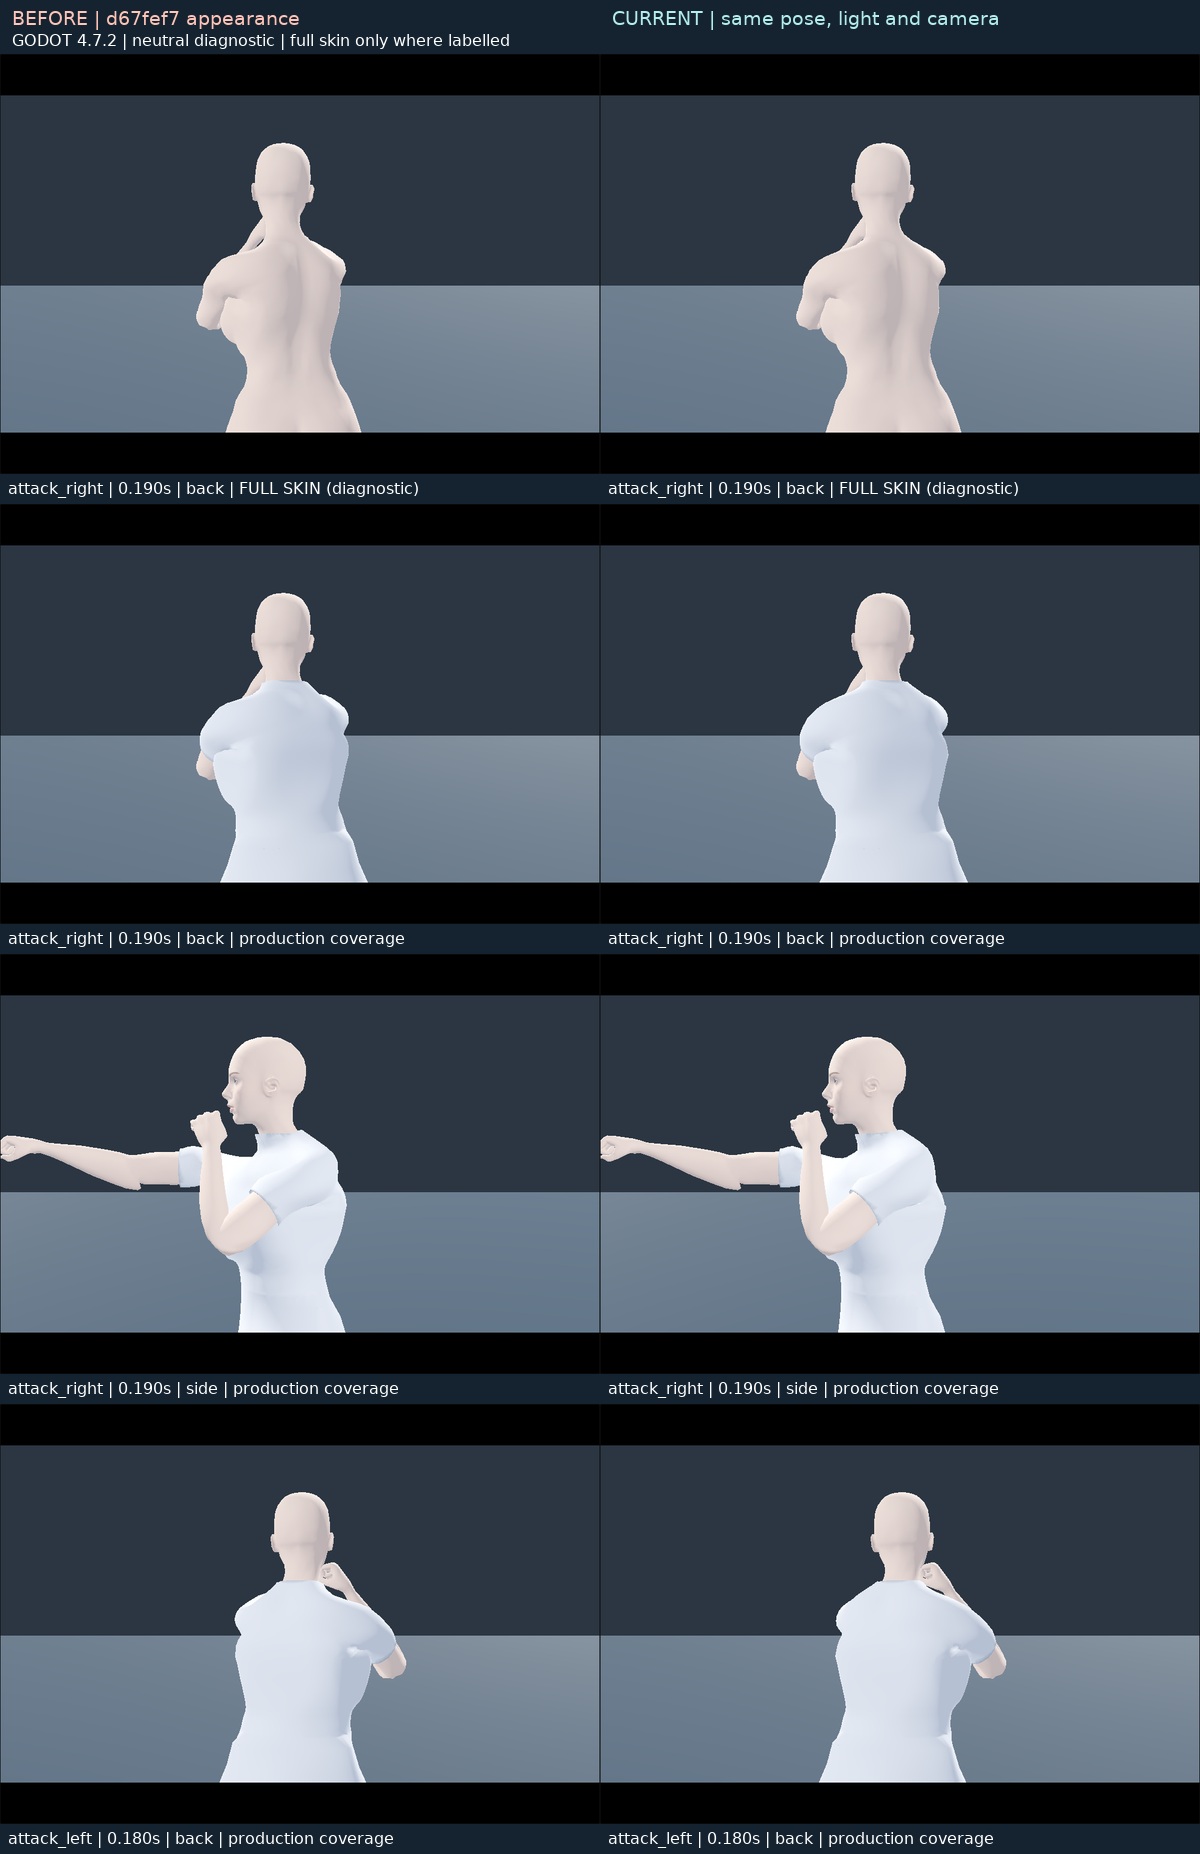 BEFORE | d67fef7 appearance
CURRENT | same pose, light and camera
GODOT 4.7.2 | neutral diagnostic | full skin only where labelled
attack_right | 0.190s | back | FULL SKIN (diagnostic)
attack_right | 0.190s | back | FULL SKIN (diagnostic)
attack_right | 0.190s | back | production coverage
attack_right | 0.190s | back | production coverage
attack_right | 0.190s | side | production coverage
attack_right | 0.190s | side | production coverage
attack_left | 0.180s | back | production coverage
attack_left | 0.180s | back | production coverage